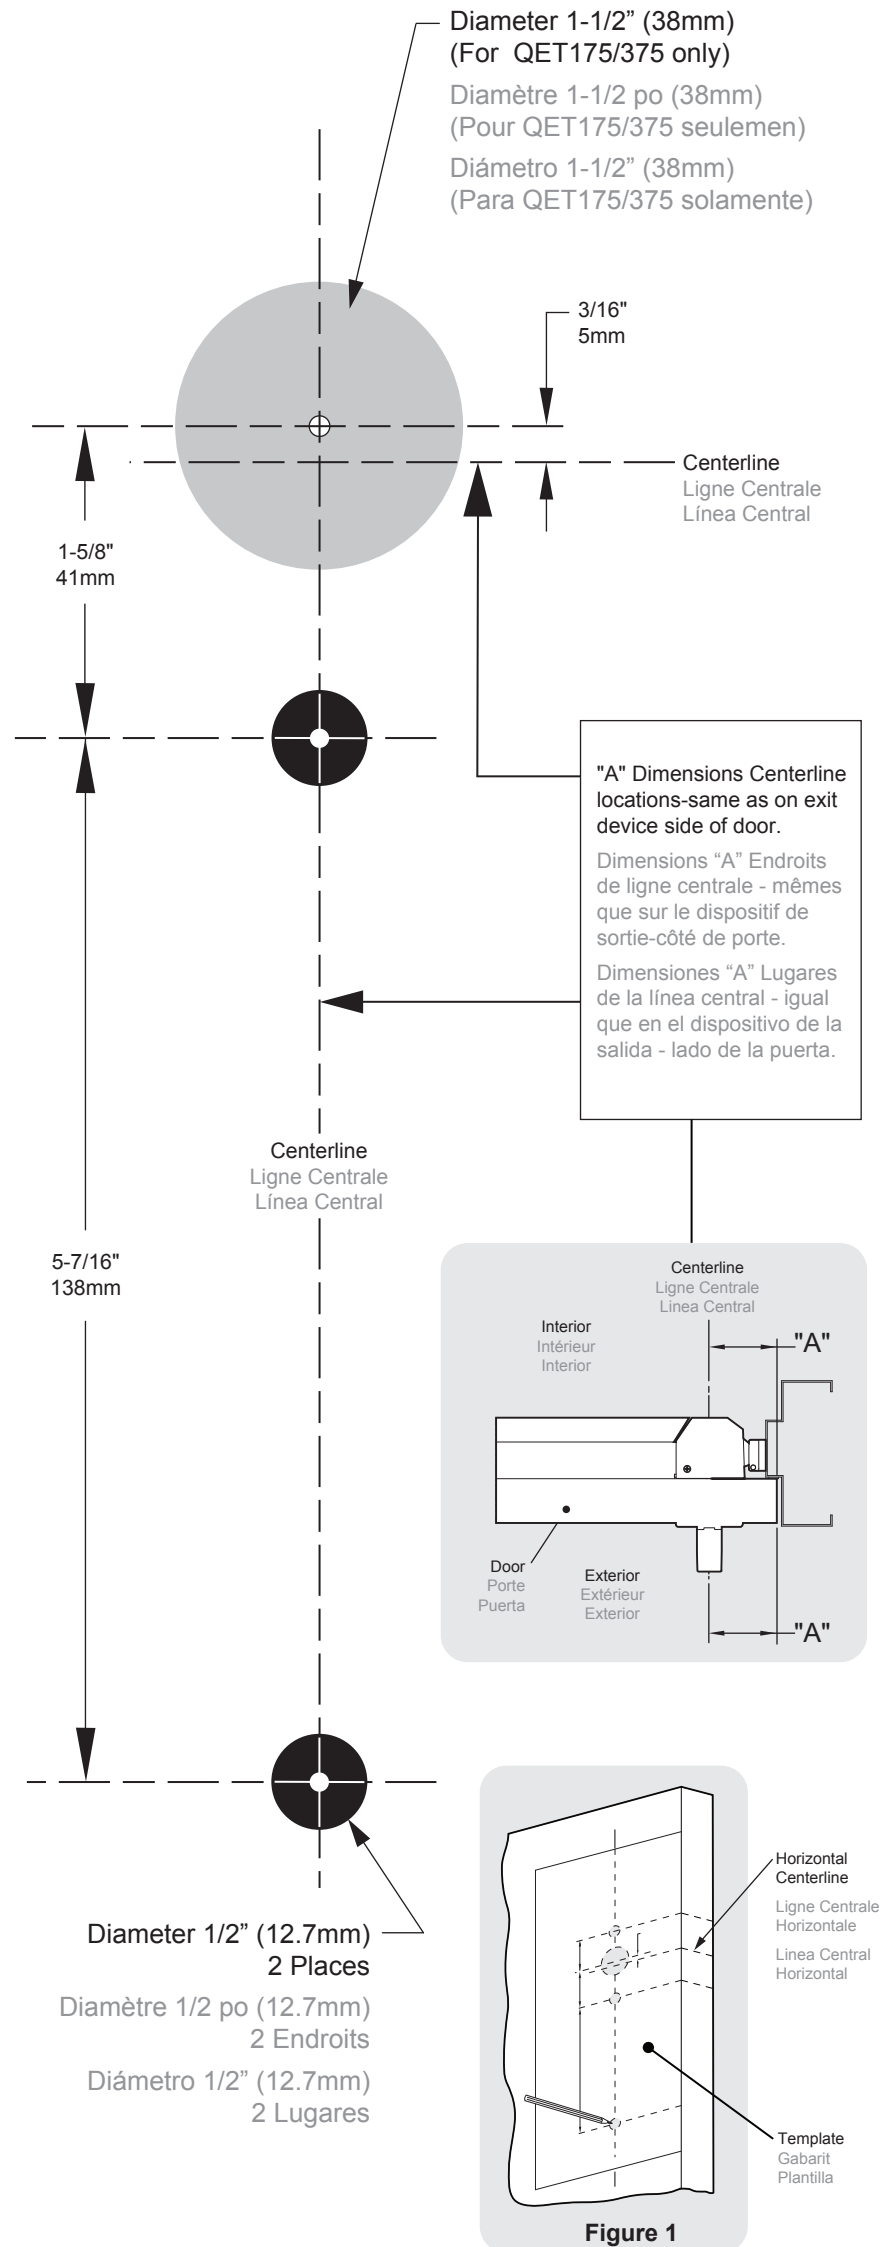 Diameter 1-1/2” (38mm)
(For QET175/375 only)
Diamètre 1-1/2 po (38mm)
(Pour QET175/375 seulemen)
Diámetro 1-1/2” (38mm)
(Para QET175/375 solamente)
3/16"
5mm
Centerline
Ligne Centrale
Línea Central
1-5/8"
41mm
"A" Dimensions Centerline
locations-same as on exit
device side of door.
Dimensions “A” Endroits
de ligne centrale - mêmes
que sur le dispositif de
sortie-côté de porte.
Dimensiones “A” Lugares
de la línea central - igual
que en el dispositivo de la
salida - lado de la puerta.
Centerline
Ligne Centrale
Línea Central
5-7/16"
138mm
Centerline
Ligne Centrale
Linea Central
Interior
Intérieur
Interior
"A"
Door
Porte
Puerta
Exterior
Extérieur
Exterior
"A"
Diameter 1/2” (12.7mm)
2 Places
Diamètre 1/2 po (12.7mm)
2 Endroits
Diámetro 1/2” (12.7mm)
2 Lugares
Horizontal
Centerline
Ligne Centrale
Horizontale
Linea Central
Horizontal
Template
Gabarit
Plantilla
Figure 1